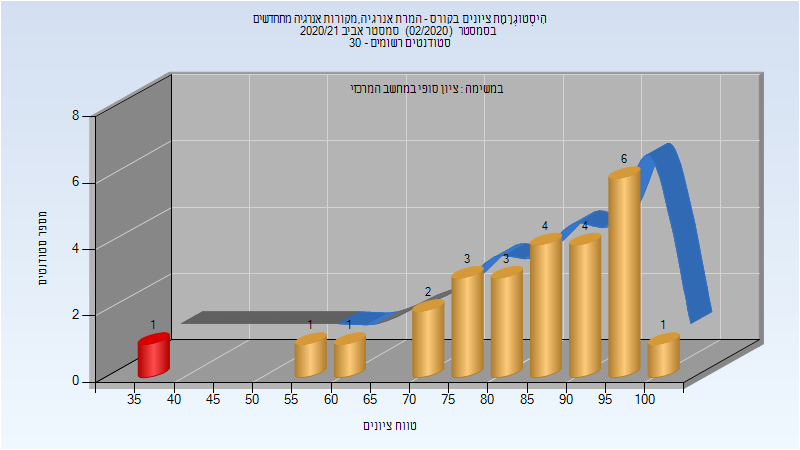 הִיסְטוֹגְרָמַת ציונים בקורס - המרת אנרגיה,מקורות אנרגיה מתחדשים
בסמסטר (02/2020) סמסטר אביב 2020/21
סטודנטים רשומים - 30
במשימה : ציון סופי במחשב המרכזי
8
6
4
2
0
מספר סטודנטים
1
1
1
2
3
3
4
4
6
1
35 40 50 55 60 65 70 75 80 85 90 95 100
טווח ציונים